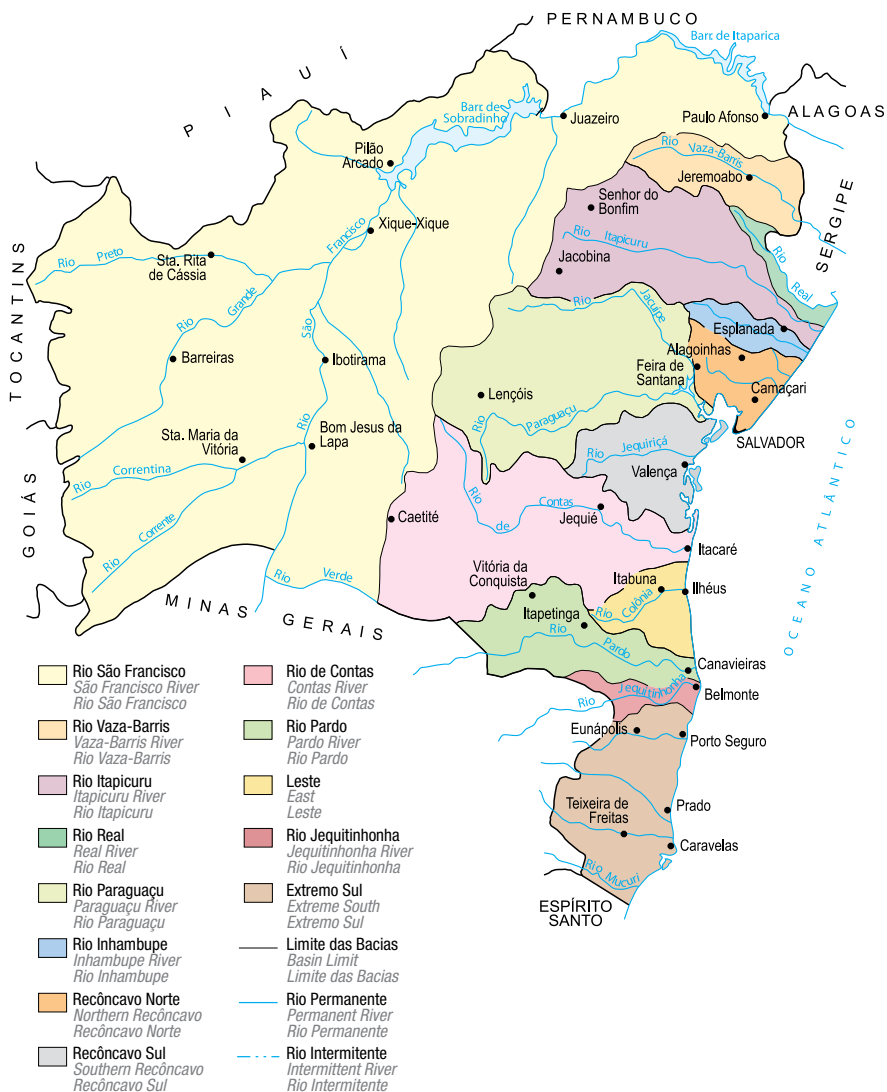 PERNAMBUCO
Barr. de Itaparica
PIAUÍ
Barr. de
Sobradinho
Juazeiro
Paulo Afonso
ALAGOAS
Pilão
Arcado
Rio Vaza-Barris
Jeremoabo
Senhor do
Bonfim
SERGIPE
Xique-Xique
Rio Itapicuru
Rio Real
Rio Preto
Sta. Rita
de Cássia
São Francisco
Jacobina
TOCANTINS
Rio Grande
Rio Jacuipe
Esplanada
Barreiras
Ibotirama
Alagoinhas
Feira de
Santana
Camaçari
Lençóis
Rio Paraguaçu
SALVADOR
Sta. Maria da
Vitória
Rio
Bom Jesus da
Lapa
Rio Jequiriçá
Valença
OCEANO ATLÂNTICO
Rio Correntina
GOIÁS
Rio Corrente
Caetité
Rio de Contas
Jequié
Itacaré
Rio Verde
MINAS GERAIS
Vitória da
Conquista
Itabuna
Ilhéus
Rio Colônia
Itapetinga
Rio Pardo
Canavieiras
Rio Jequitinhonha
Belmonte
Eunápolis
Porto Seguro
Prado
Teixeira de
Freitas
Caravelas
Rio Mucuri
ESPÍRITO
SANTO
Rio São Francisco
São Francisco River
Rio São Francisco
Rio Vaza-Barris
Vaza-Barris River
Rio Vaza-Barris
Rio Itapicuru
Itapicuru River
Rio Itapicuru
Rio Real
Real River
Rio Real
Rio Paraguaçu
Paraguaçu River
Rio Paraguaçu
Rio Inhambupe
Inhambupe River
Rio Inhambupe
Recôncavo Norte
Northern Recôncavo
Recôncavo Norte
Recôncavo Sul
Southern Recôncavo
Recôncavo Sul
Rio de Contas
Contas River
Rio de Contas
Rio Pardo
Pardo River
Rio Pardo
Leste
East
Leste
Rio Jequitinhonha
Jequitinhonha River
Rio Jequitinhonha
Extremo Sul
Extreme South
Extremo Sul
Limite das Bacias
Basin Limit
Limite das Bacias
Rio Permanente
Permanent River
Rio Permanente
Rio Intermitente
Intermittent River
Rio Intermitente